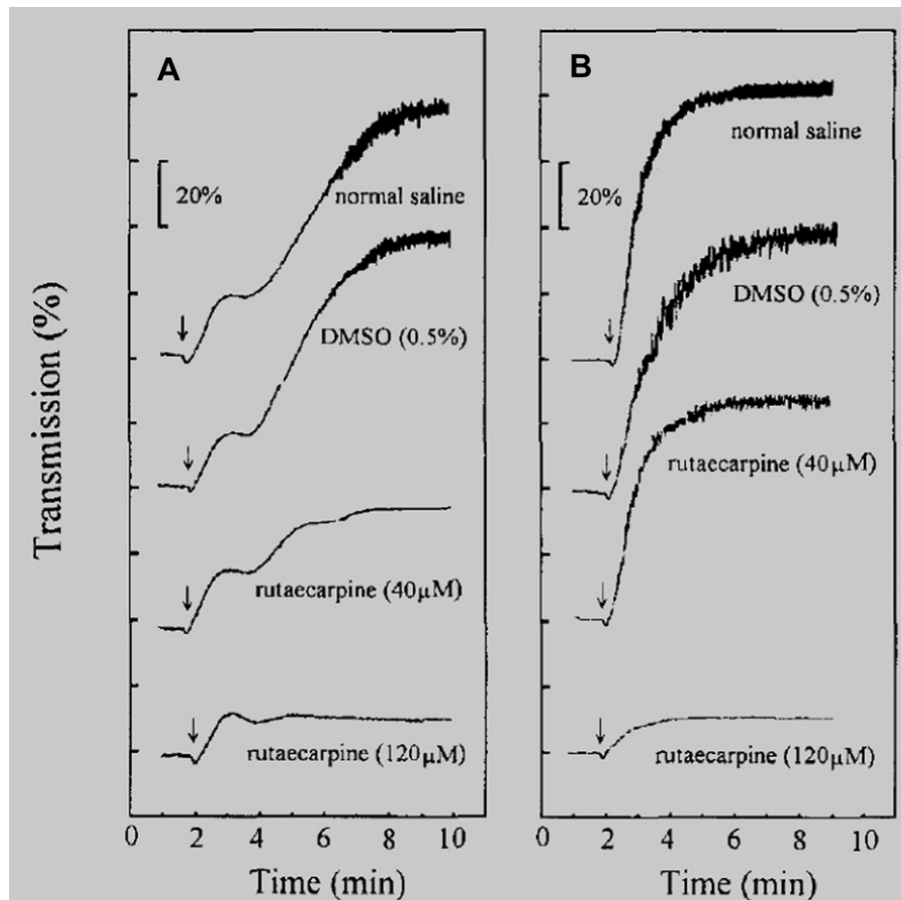 A
20%
normal saline
DMSO (0.5%)
rutaecarpine (40µM)
rutaecarpine (120µM)
0 2 4 6 8 10
Time (min)
Transmission (%)
B
normal saline
20%
DMSO (0.5%)
rutaecarpine (40µM)
rutaecarpine (120µM)
0 2 4 6 8 10
Time (min)